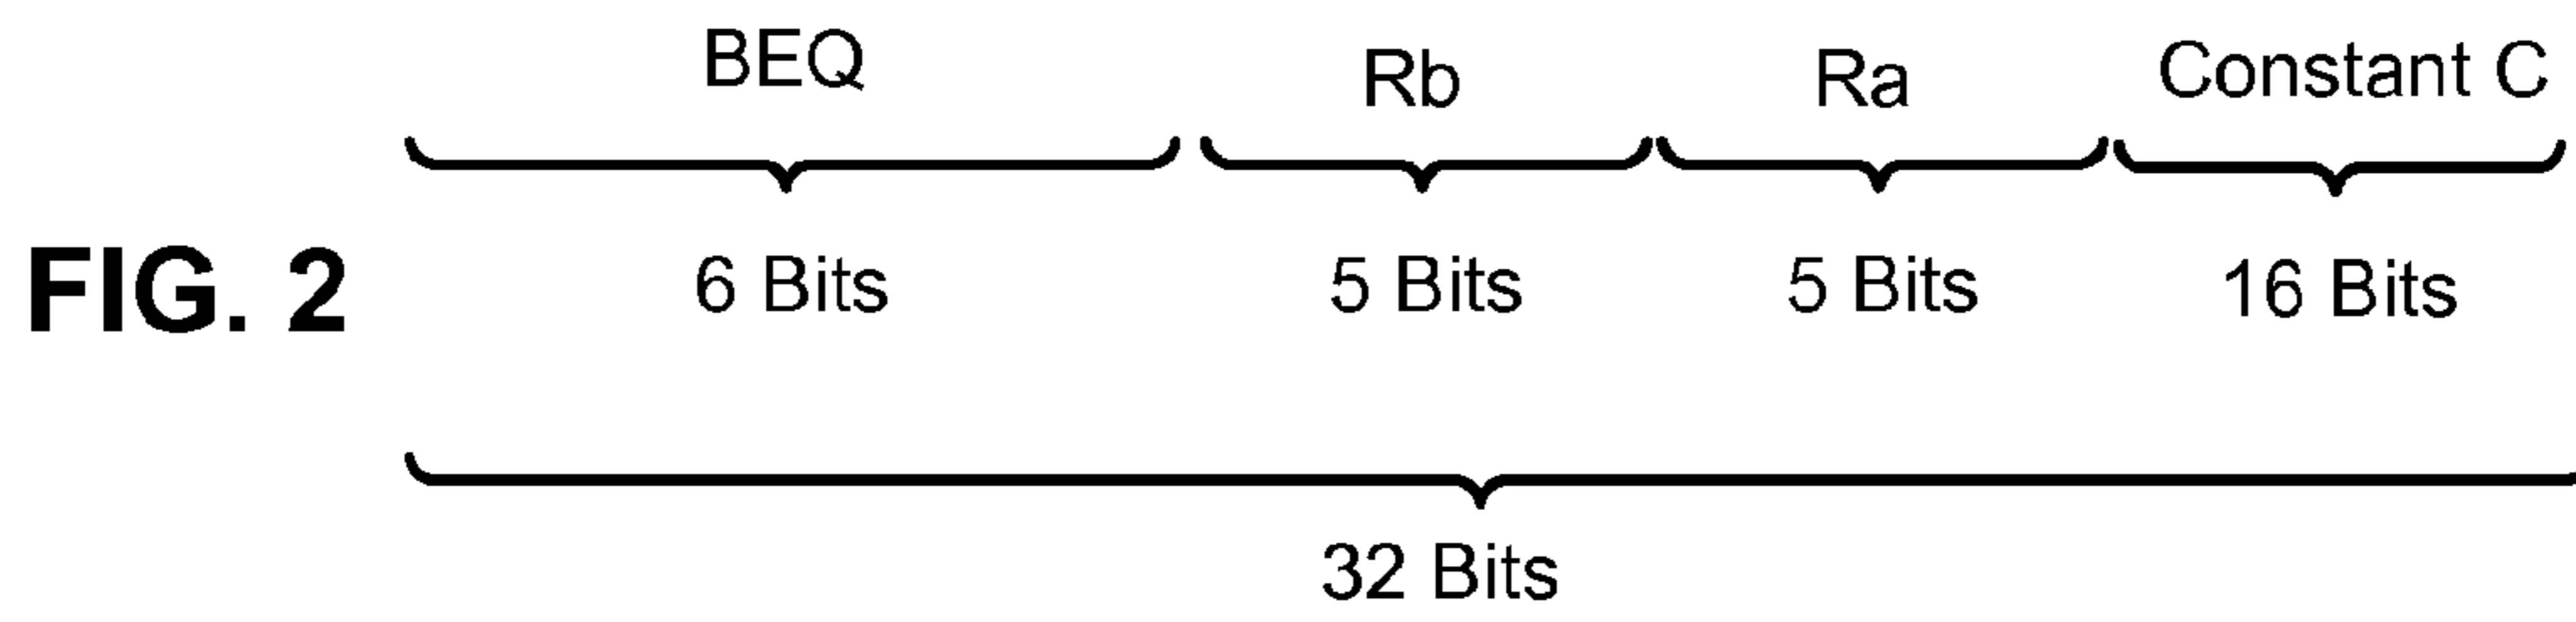 BEQ Rb Ra Constant C
FIG. 2 6 Bits 5 Bits 5 Bits 16 Bits
32 Bits